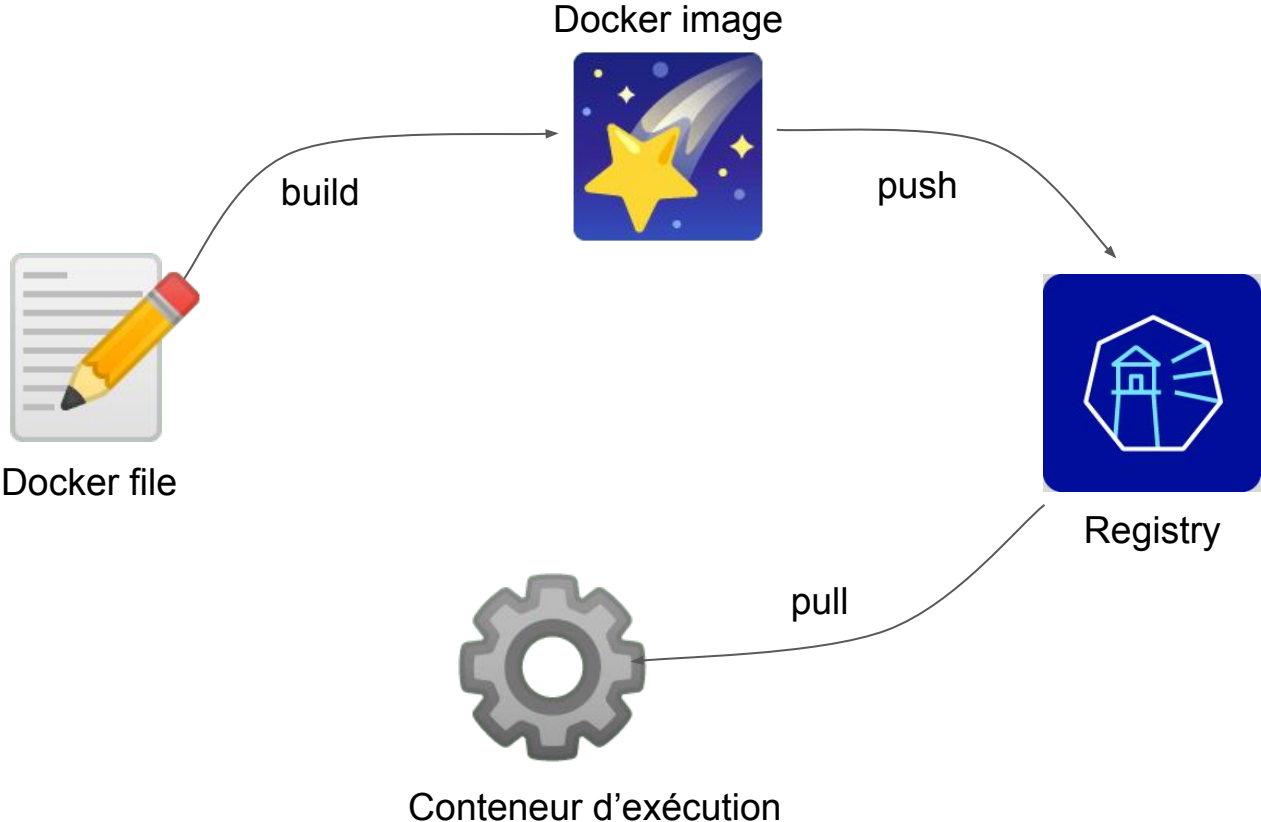 Docker image
build
push
Docker file
Registry
pull
Conteneur d’exécution